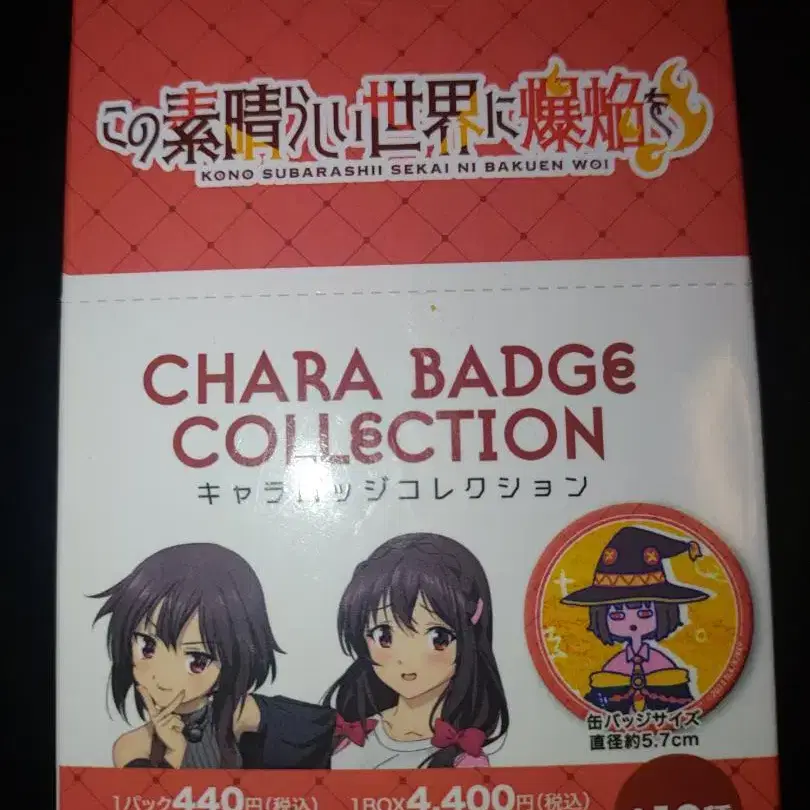 この素晴らしい世界に爆焔を
KONO SUBARASHII SEKAI NI BAKUEN WO!
CHARA BADGE
COLLECTION
キャラバッジコレクション
缶バッジサイズ
直径約5.7cm
1パック440円(税込) 1BOX4,400円(税込)